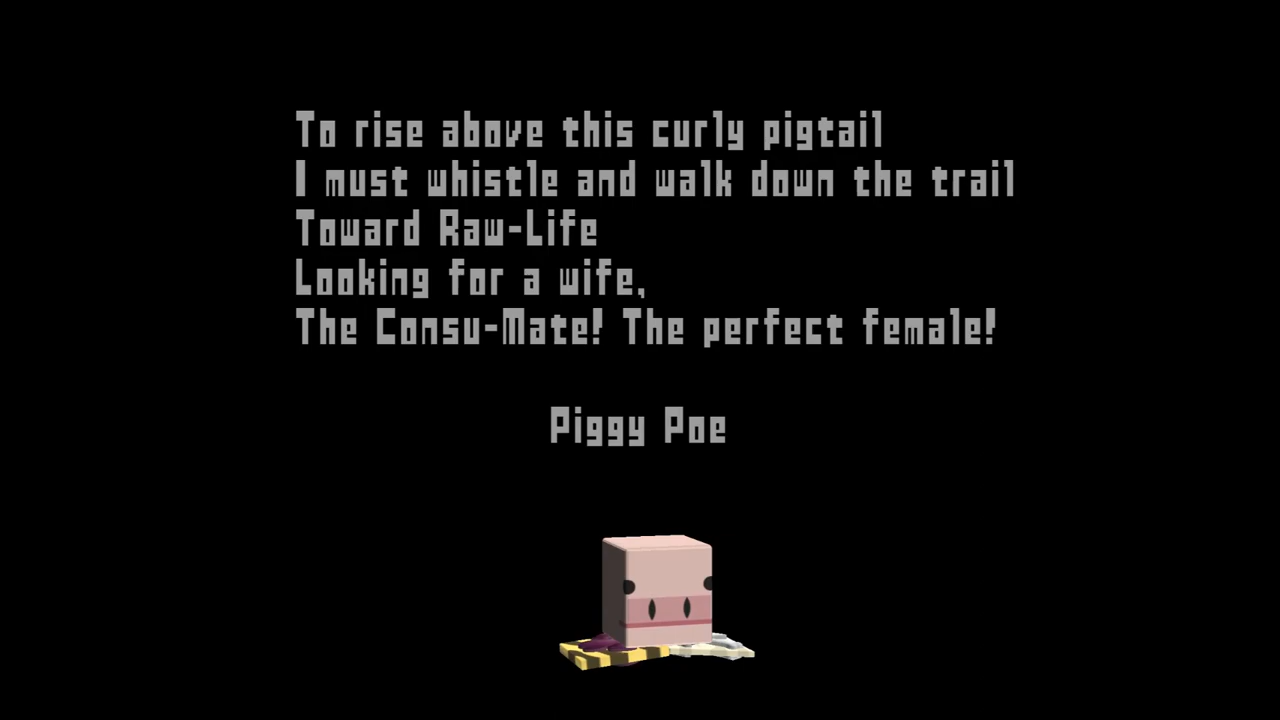 To rise above this curly pigtail
I must whistle and walk down the trail
Toward Raw-Life
Looking for a wife,
The Consu-Mate! The perfect female!
Piggy Poe